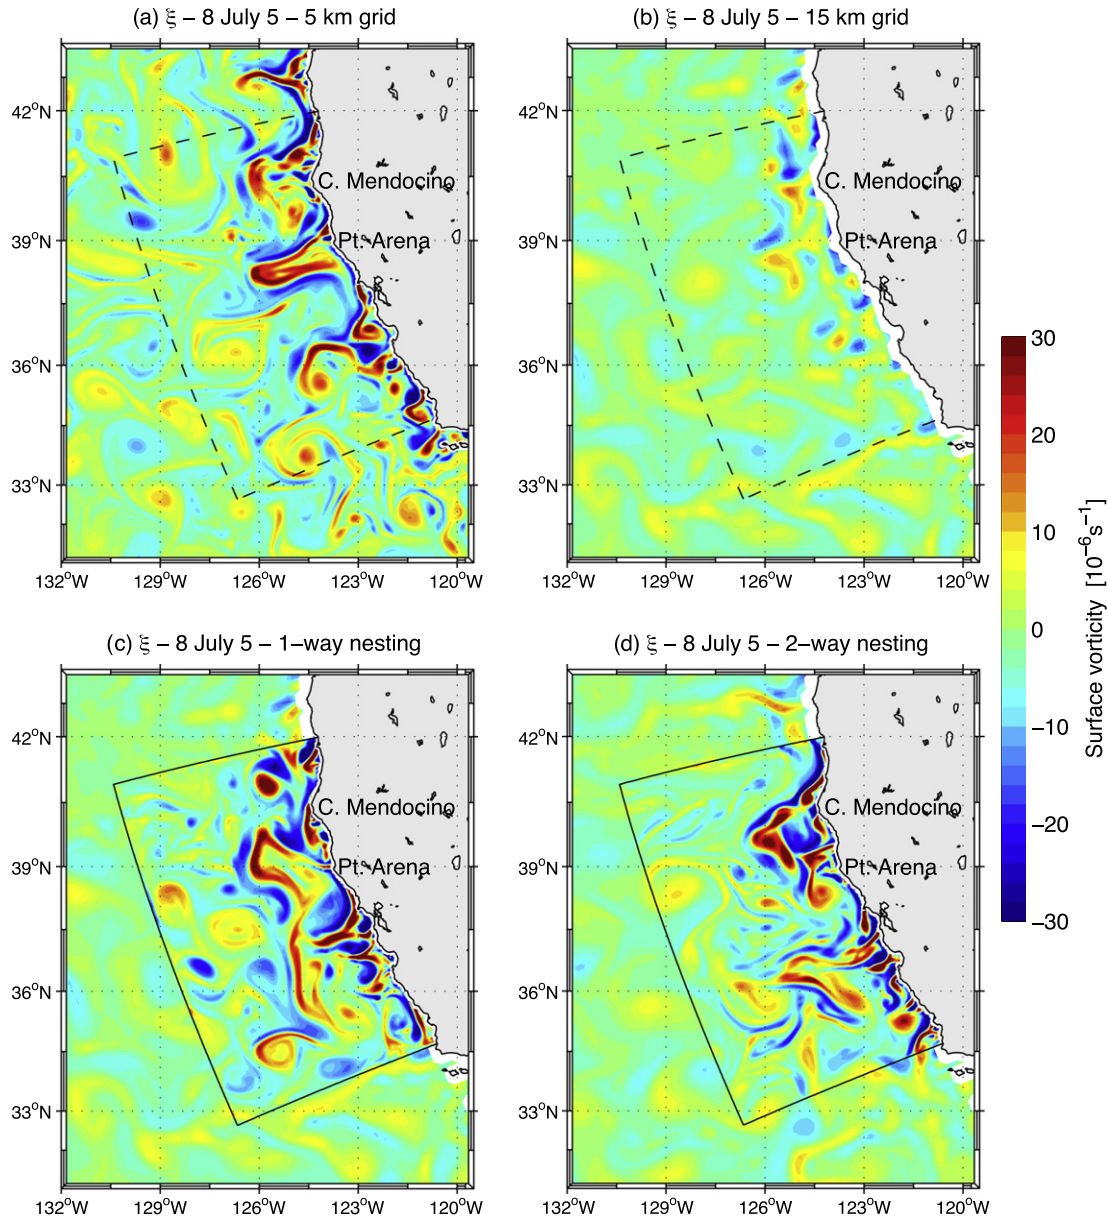 (a) ξ – 8 July 5 – 5 km grid
(b) ξ – 8 July 5 – 15 km grid
42°N
39°N
36°N
33°N
132°W
129°W
126°W
123°W
120°W
C. Mendocino
Pt. Arena
42°N
39°N
36°N
33°N
132°W
129°W
126°W
123°W
120°W
C. Mendocino
Pt. Arena
(c) ξ – 8 July 5 – 1–way nesting
(d) ξ – 8 July 5 – 2–way nesting
42°N
39°N
36°N
33°N
132°W
129°W
126°W
123°W
120°W
C. Mendocino
Pt. Arena
42°N
39°N
36°N
33°N
132°W
129°W
126°W
123°W
120°W
C. Mendocino
Pt. Arena
30
20
10
0
–10
–20
–30
Surface vorticity [10⁻⁶s⁻¹]